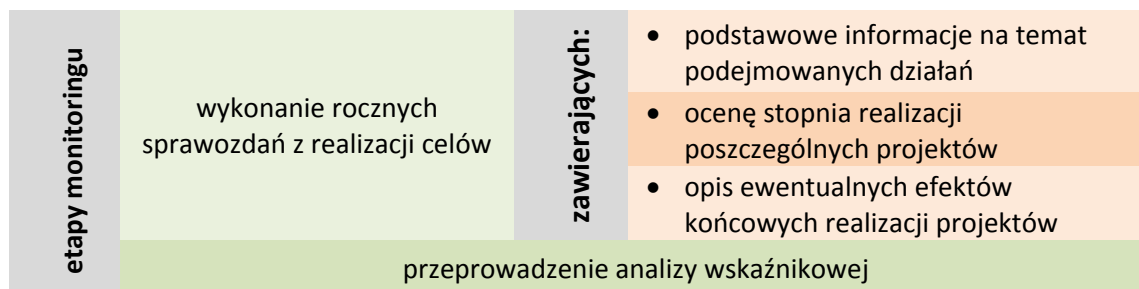 etapy monitoringu
wykonanie rocznych
sprawozdań z realizacji celów
zawierających:
• podstawowe informacje na temat
podejmowanych działań
• ocenę stopnia realizacji
poszczególnych projektów
• opis ewentualnych efektów
końcowych realizacji projektów
przeprowadzenie analizy wskaźnikowej